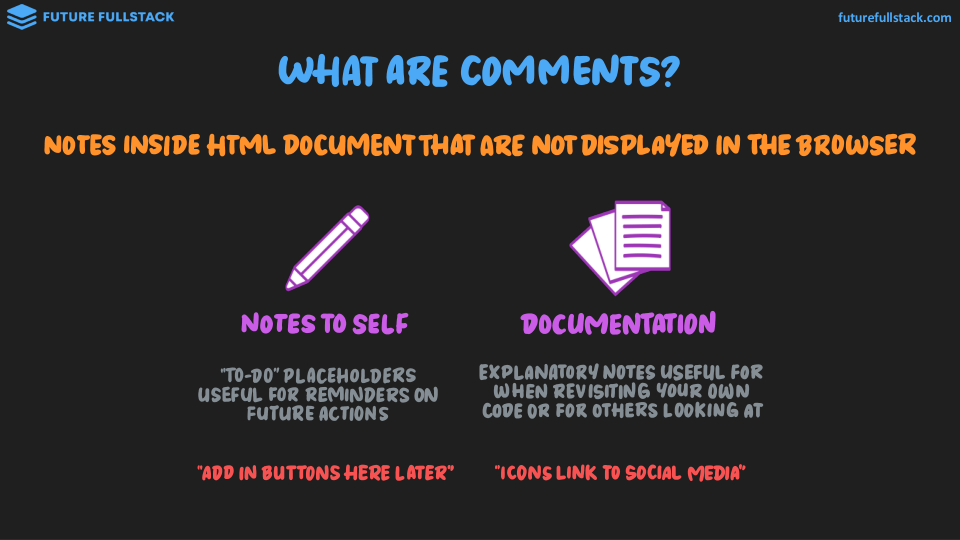 FUTURE FULLSTACK
futurefullstack.com
WHAT ARE COMMENTS?
NOTES INSIDE HTML DOCUMENT THAT ARE NOT DISPLAYED IN THE BROWSER
NOTES TO SELF
"TO-DO" PLACEHOLDERS
USEFUL FOR REMINDERS ON
FUTURE ACTIONS
"ADD IN BUTTONS HERE LATER"
DOCUMENTATION
EXPLANATORY NOTES USEFUL FOR
WHEN REVISITING YOUR OWN
CODE OR FOR OTHERS LOOKING AT
"ICONS LINK TO SOCIAL MEDIA"